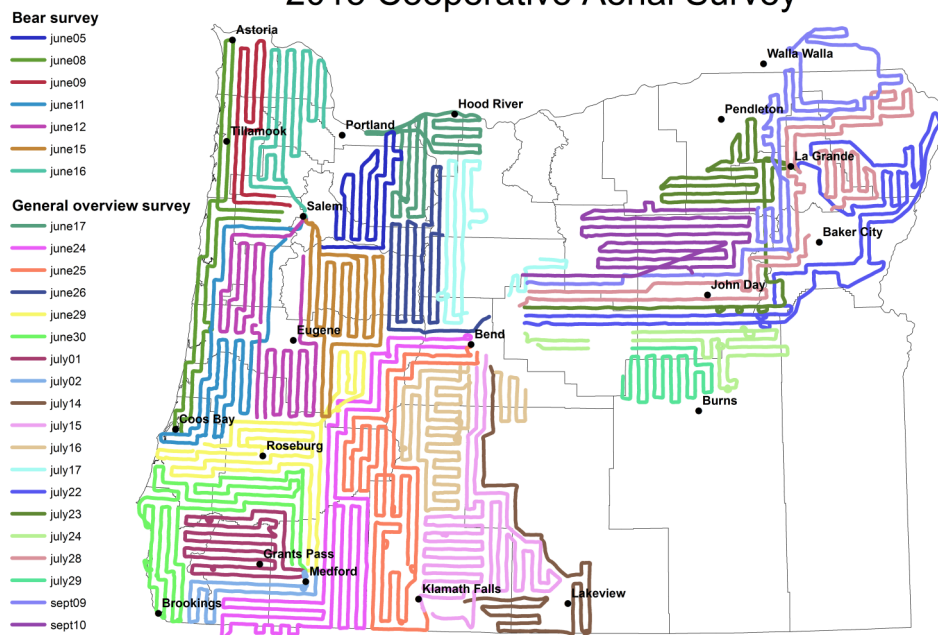 2015 Cooperative Aerial Survey
Bear survey
june05
june08
june09
june11
june12
june15
june16
General overview survey
june17
june24
june25
june26
june29
june30
july01
july02
july14
july15
july16
july17
july22
july23
july24
july28
july29
sept09
sept10
Astoria
Walla Walla
Hood River
Pendleton
Portland
Tillamook
La Grande
Salem
Baker City
John Day
Eugene
Bend
Burns
Coos Bay
Roseburg
Grants Pass
Medford
Klamath Falls
Lakeview
Brookings